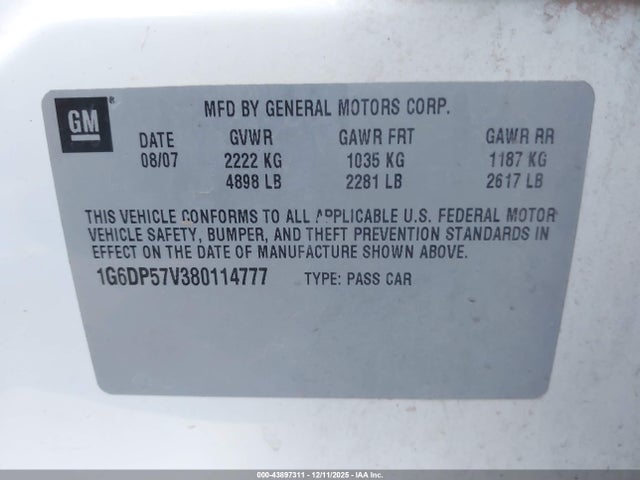 GM®
MFD BY GENERAL MOTORS CORP.
DATE GVWR GAWR FRT GAWR RR
08/07 2222 KG 1035 KG 1187 KG
4898 LB 2281 LB 2617 LB
THIS VEHICLE CONFORMS TO ALL APPLICABLE U.S. FEDERAL MOTOR
VEHICLE SAFETY, BUMPER, AND THEFT PREVENTION STANDARDS IN
EFFECT ON THE DATE OF MANUFACTURE SHOWN ABOVE.
1G6DP57V380114777 TYPE: PASS CAR
000-43897311 - 12/11/2025 - IAA Inc.